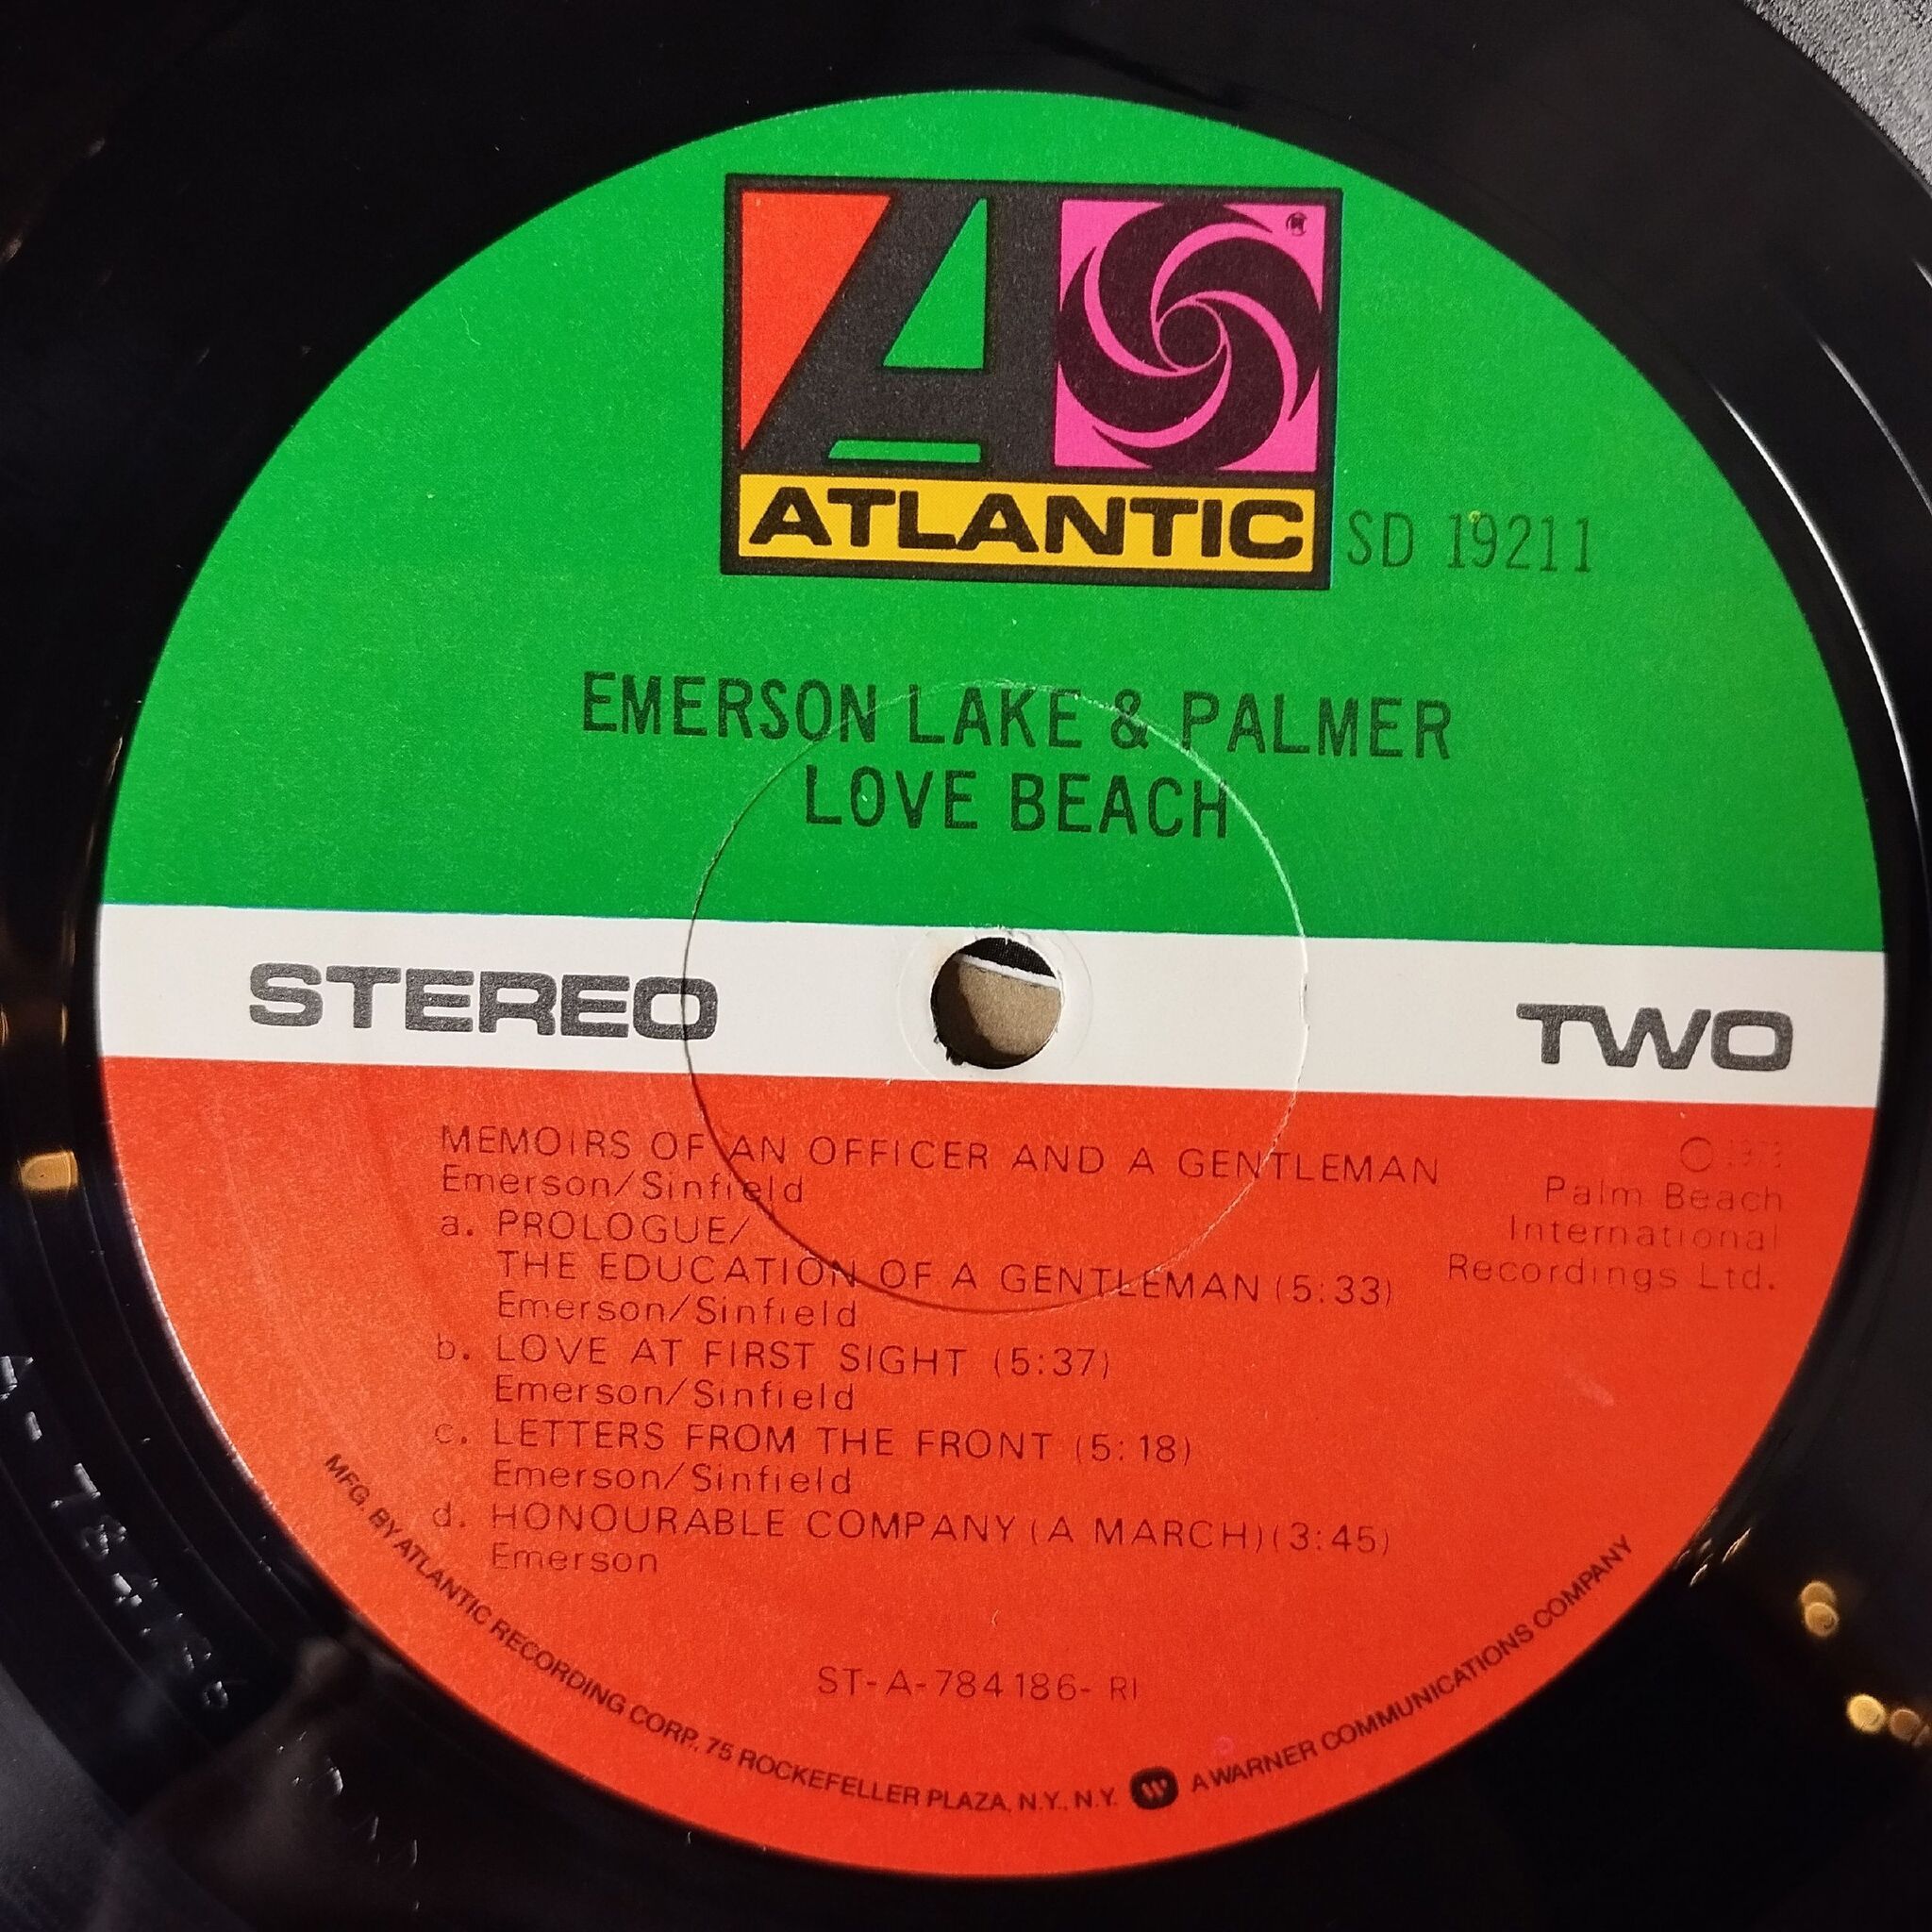 ATLANTIC
SD 19211
EMERSON LAKE & PALMER
LOVE BEACH
STEREO
TWO
MEMOIRS OF AN OFFICER AND A GENTLEMAN
Emerson/Sinfield
a. PROLOGUE/
THE EDUCATION OF A GENTLEMAN (5:33)
Emerson/Sinfield
b. LOVE AT FIRST SIGHT (5:37)
Emerson/Sinfield
c. LETTERS FROM THE FRONT (5:18)
Emerson/Sinfield
d. HONOURABLE COMPANY (A MARCH) (3:45)
Emerson
Palm Beach
International
Recordings Ltd.
ST-A-784186-RI
MFG. BY ATLANTIC RECORDING CORP., 75 ROCKEFELLER PLAZA, N.Y., N.Y. A WARNER COMMUNICATIONS COMPANY